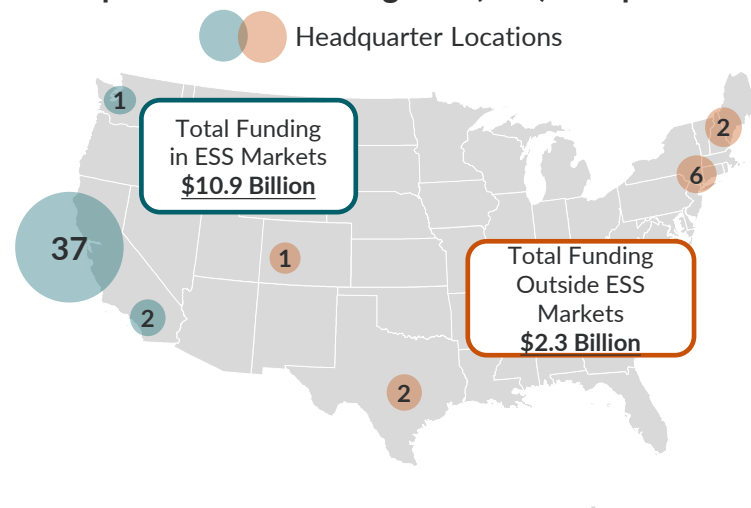 Headquarter Locations
1
Total Funding
in ESS Markets
$10.9 Billion
2
6
37
1
Total Funding
Outside ESS
Markets
$2.3 Billion
2
2